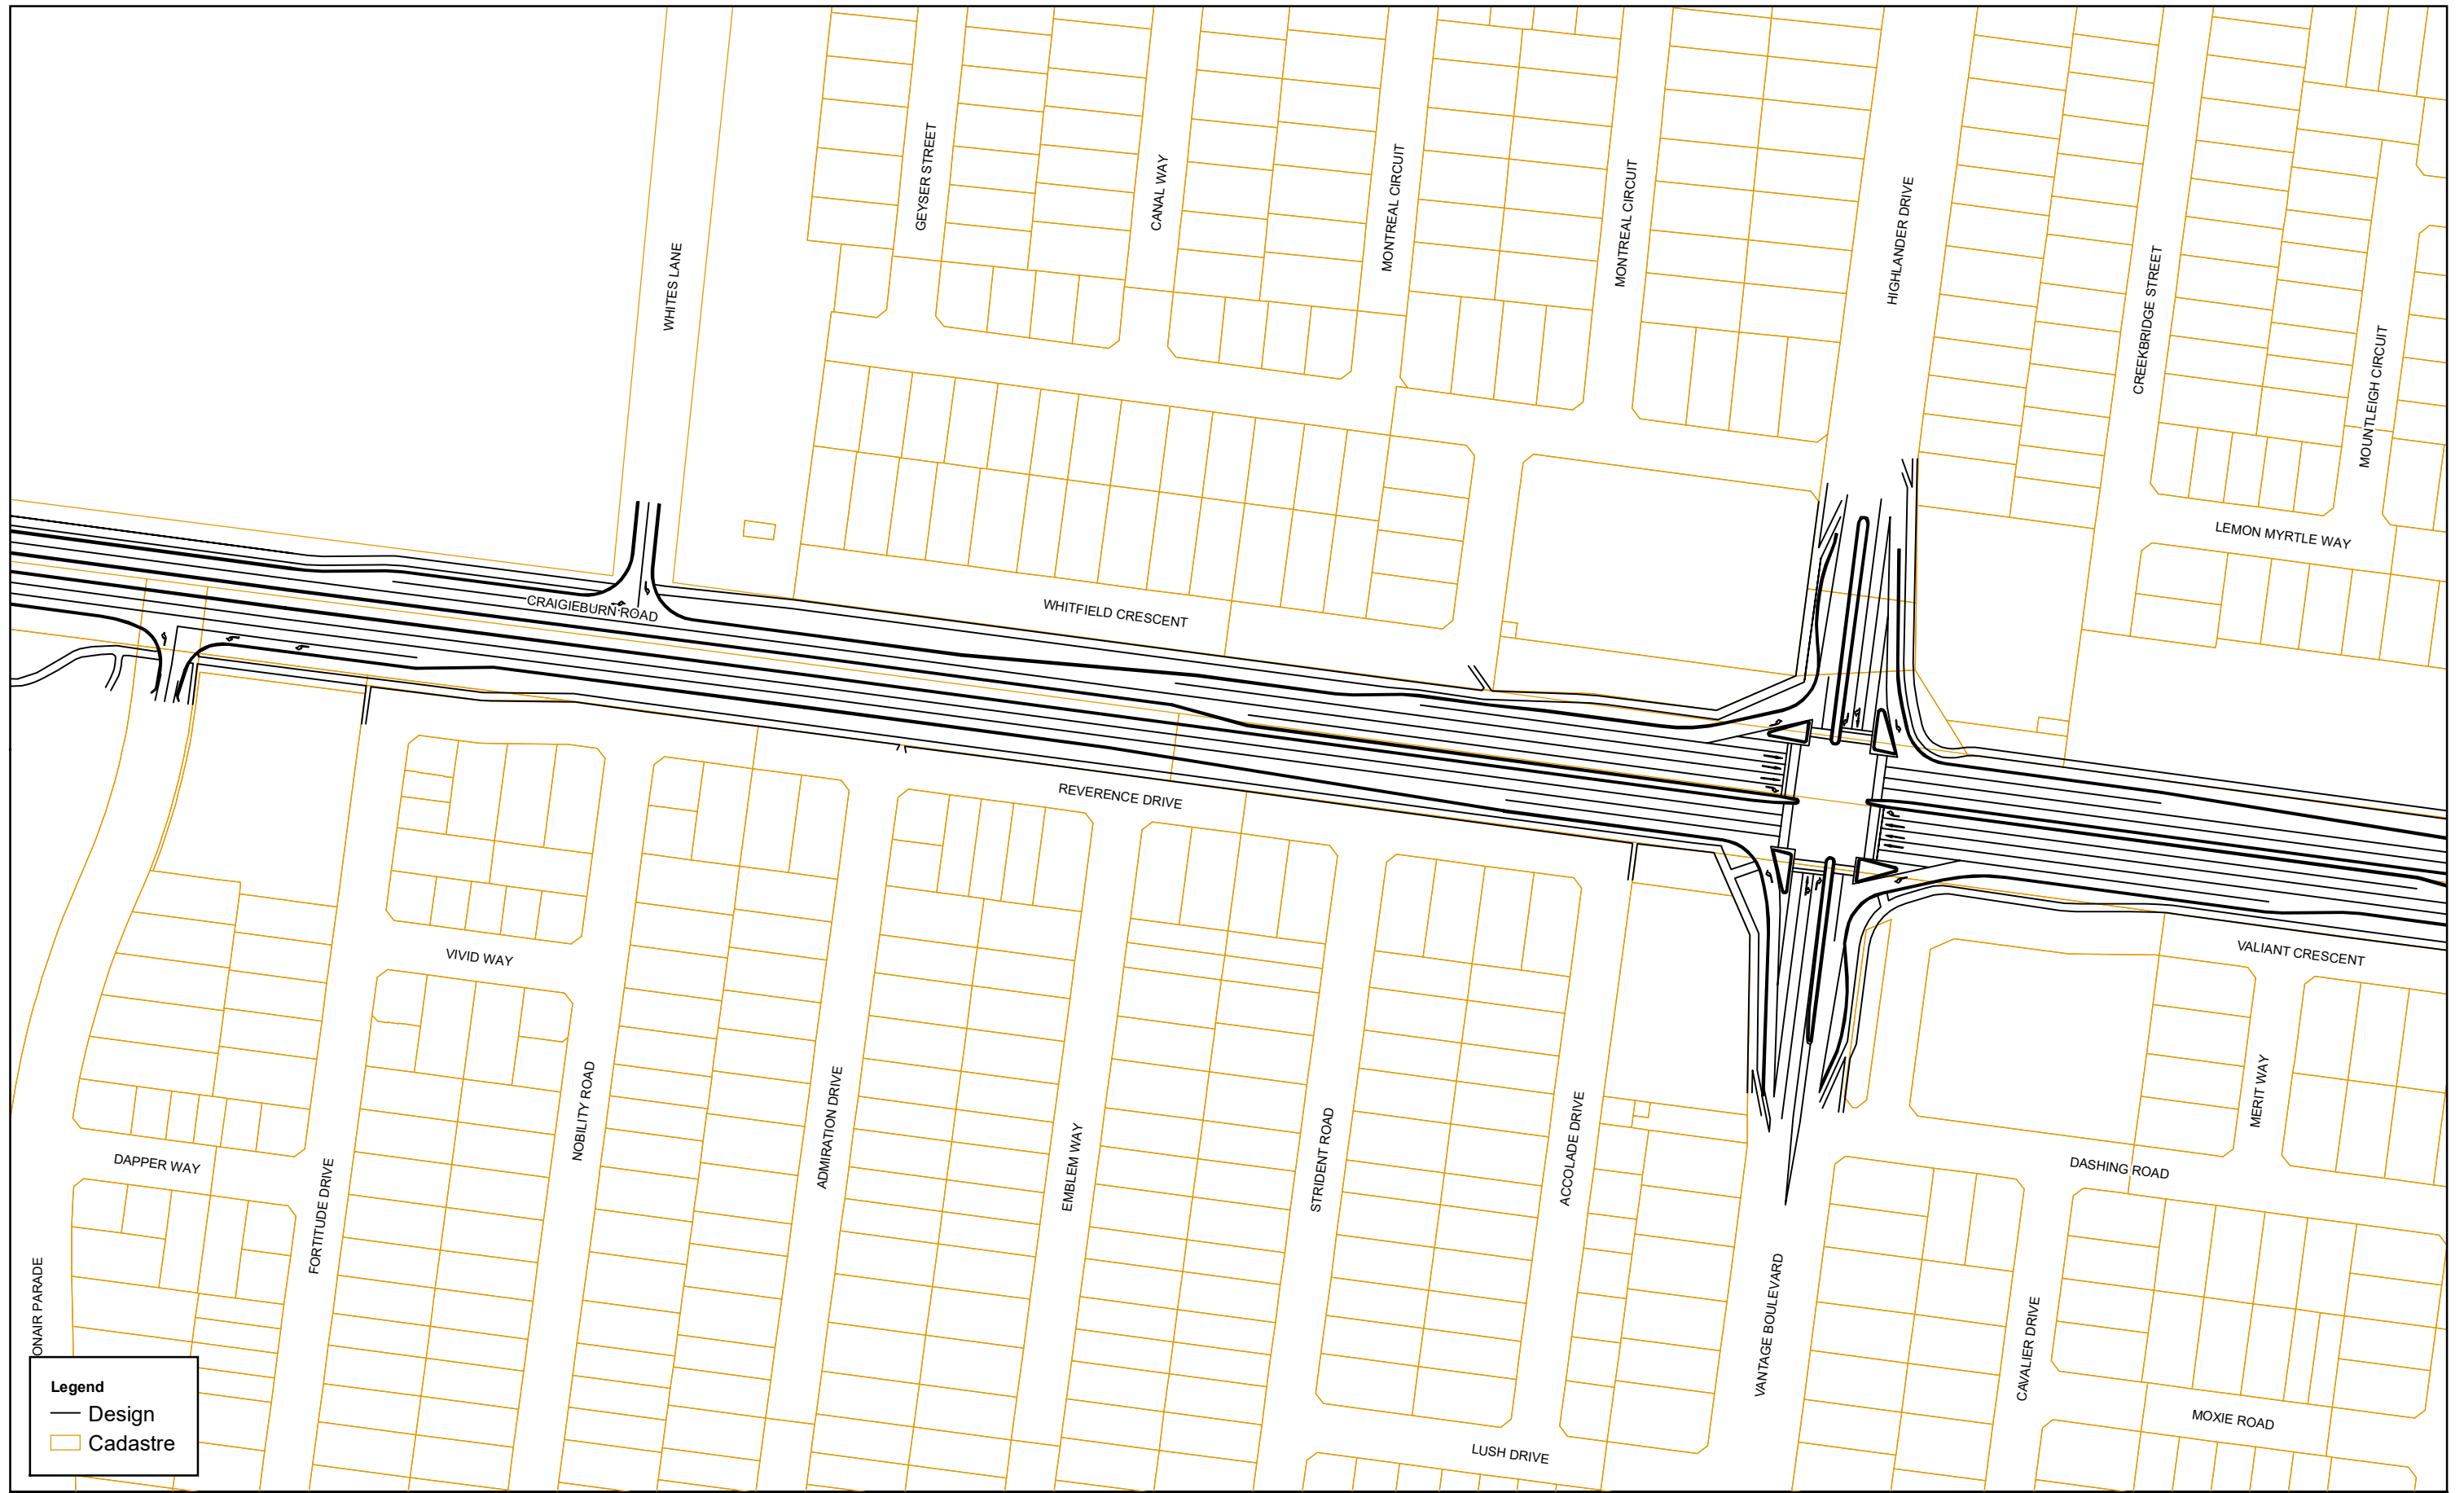 GEYSER STREET
CANAL WAY
MONTREAL CIRCUIT
MONTREAL CIRCUIT
HIGHLANDER DRIVE
WHITES LANE
CREEKBRIDGE STREET
MOUNTLEIGH CIRCUIT
LEMON MYRTLE WAY
CRAIGIEBURN ROAD
WHITFIELD CRESCENT
REVERENCE DRIVE
VIVID WAY
VALIANT CRESCENT
NOBILITY ROAD
ADMIRATION DRIVE
EMBLEM WAY
STRIDENT ROAD
ACCOLADE DRIVE
MERIT WAY
DAPPER WAY
DASHING ROAD
FORTITUDE DRIVE
ONAIR PARADE
VANTAGE BOULEVARD
CAVALIER DRIVE
MOXIE ROAD
LUSH DRIVE
Legend
Design
Cadastre